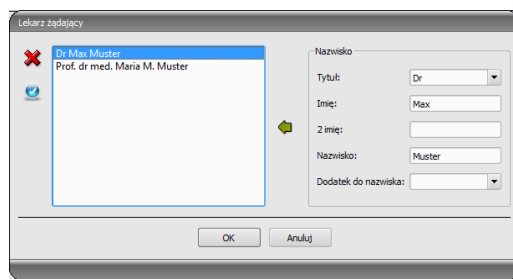 Lekarz żądający
Dr Max Muster
Prof. dr med. Maria M. Muster
Nazwisko
Tytuł: Dr
Imię: Max
2 imię:
Nazwisko: Muster
Dodatek do nazwiska:
OK Anuluj